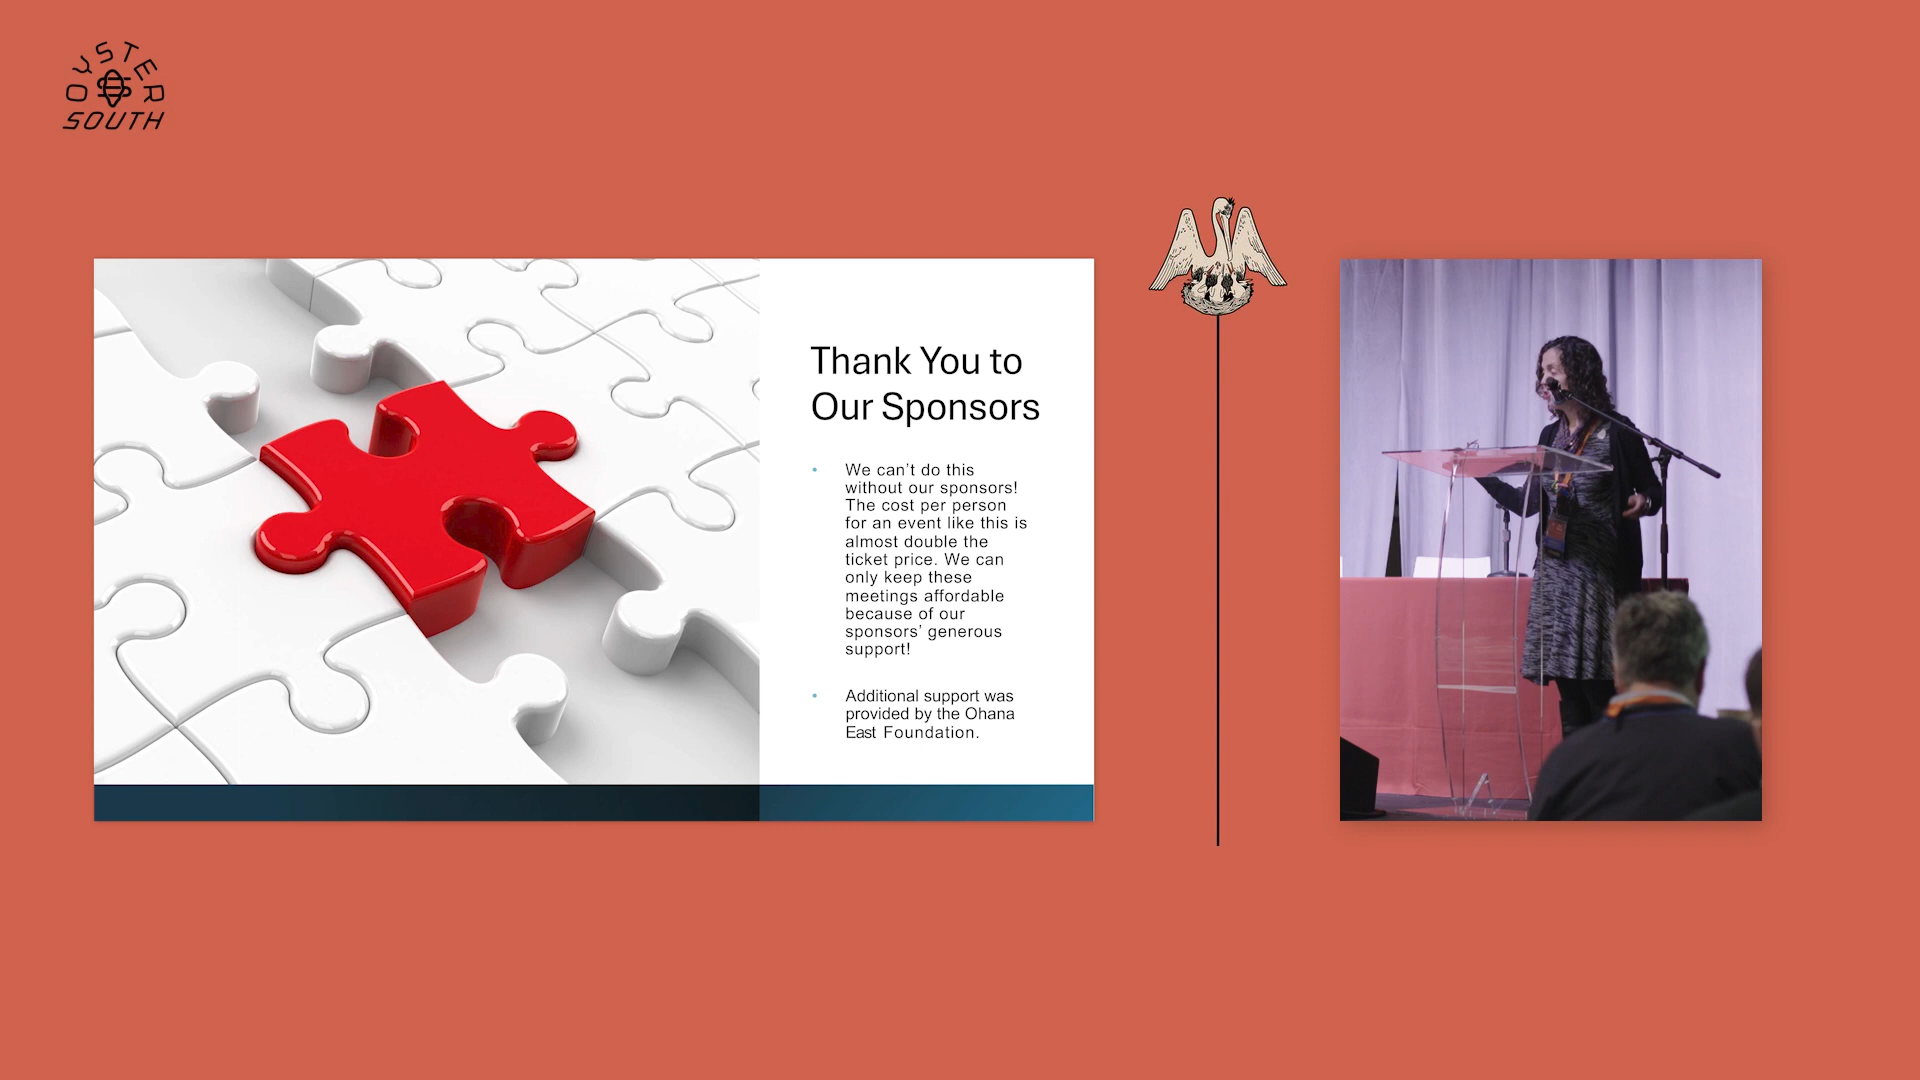 OYSTER
SOUTH
Thank You to
Our Sponsors
• We can't do this
without our sponsors!
The cost per person
for an event like this is
almost double the
ticket price. We can
only keep these
meetings affordable
because of our
sponsors' generous
support!
• Additional support was
provided by the Ohana
East Foundation.